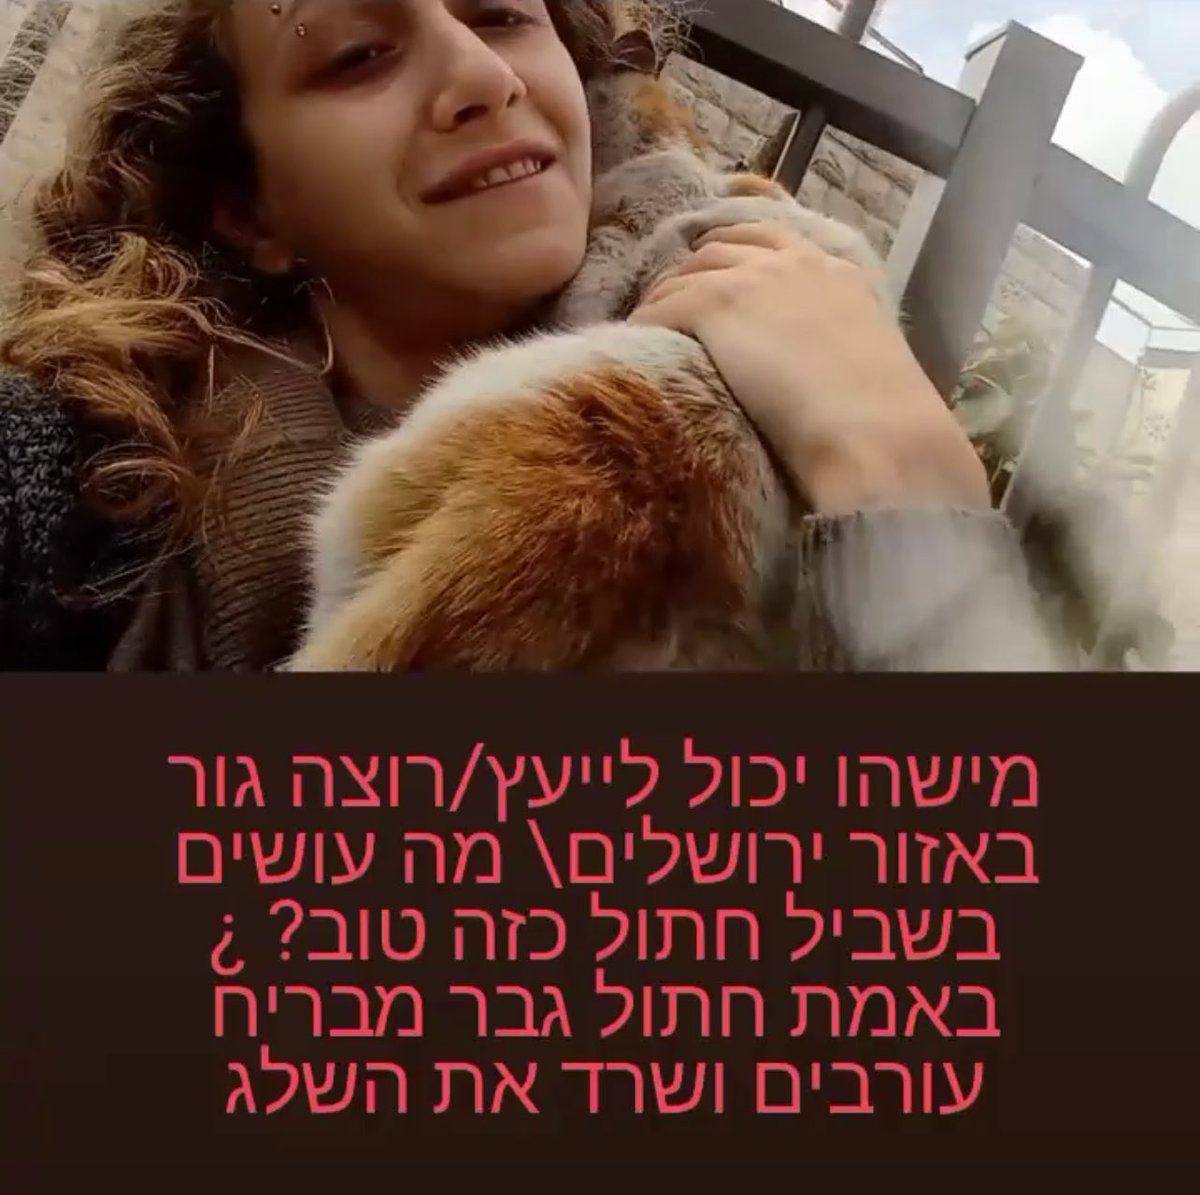 מישהו יכול לייעץ/רוצה גור
באזור ירושלים\ מה עושים
בשביל חתול כזה טוב? ¿
באמת חתול גבר מבריח
עורבים ושרד את השלג